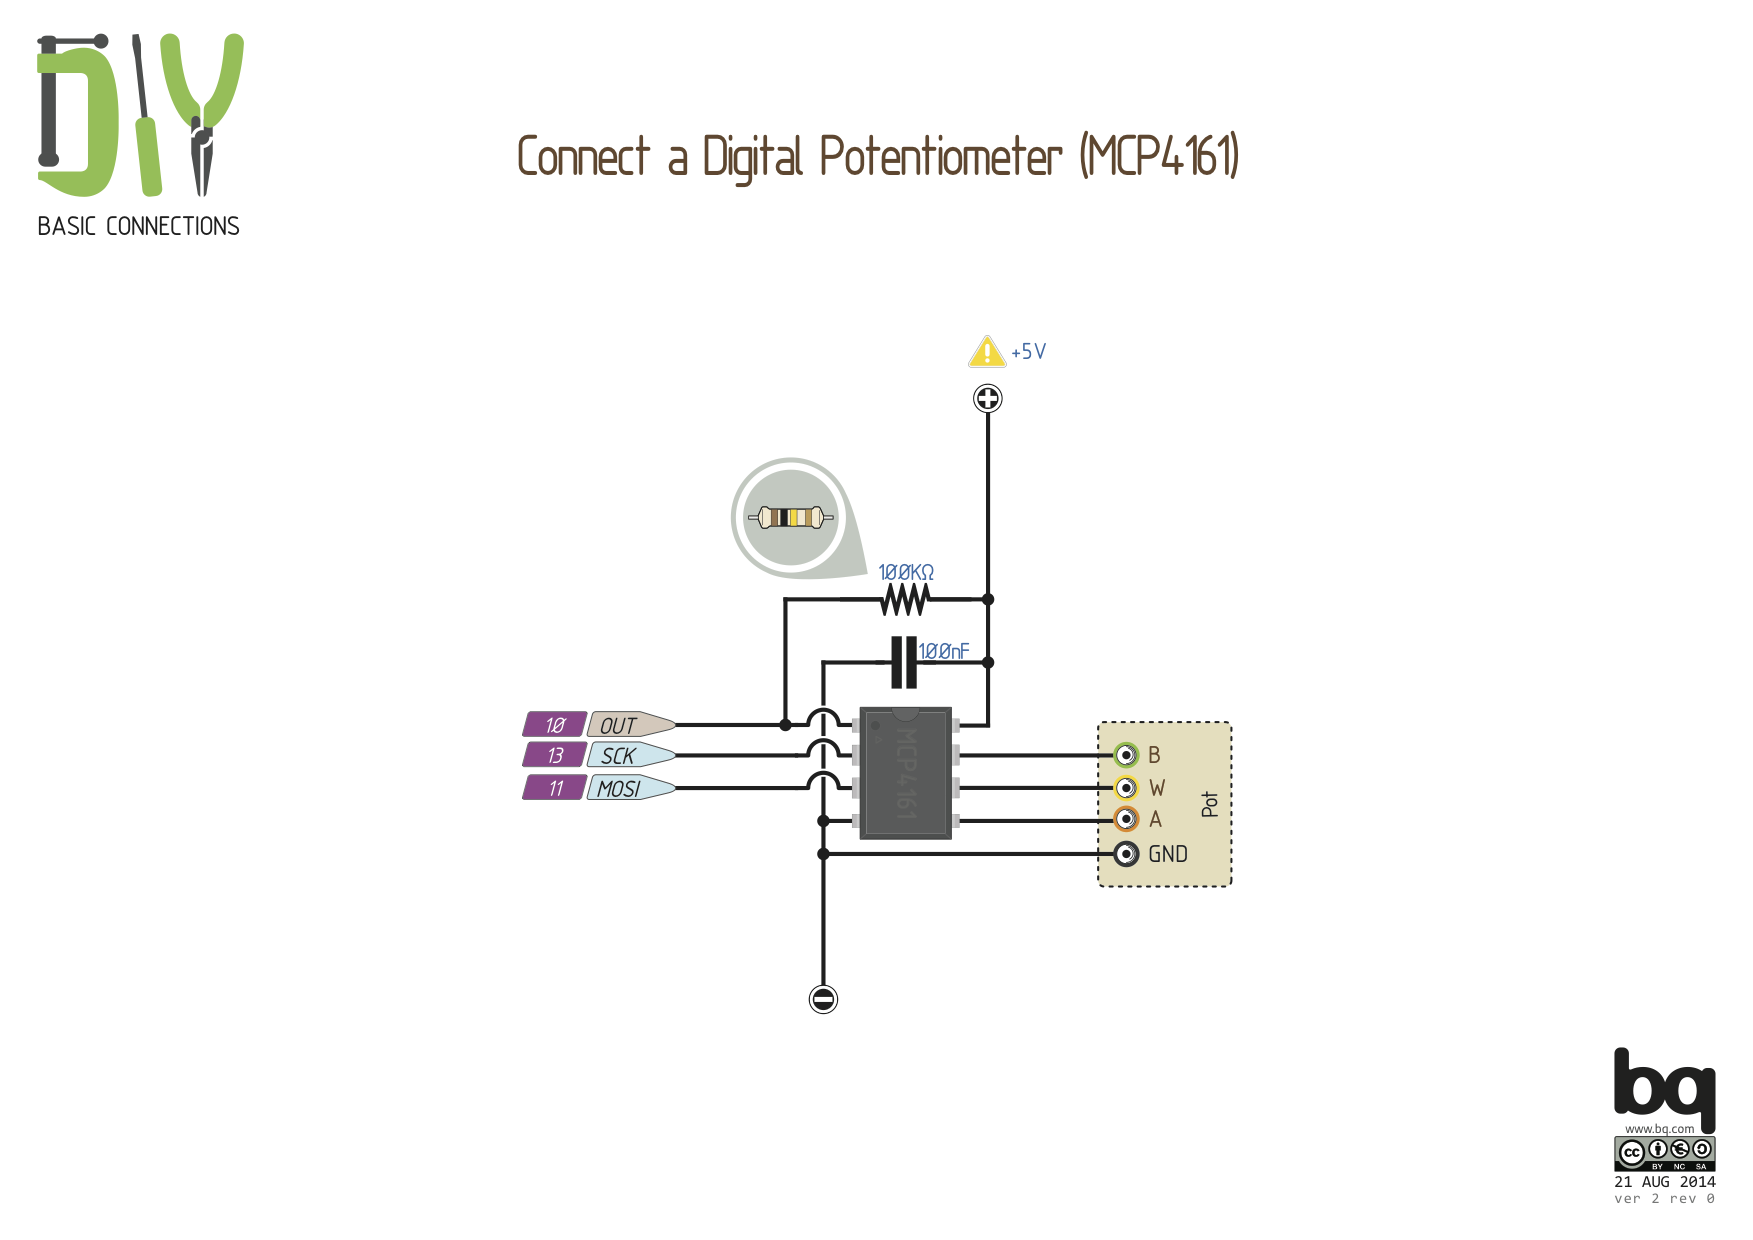 DIY
BASIC CONNECTIONS
Connect a Digital Potentiometer (MCP4161)
+5V
100KΩ
100nF
10 OUT
13 SCK
11 MOSI
MCP4161
B
W
A
GND
Pot
bq
www.bq.com
cc
BY NC SA
21 AUG 2014
ver 2 rev 0